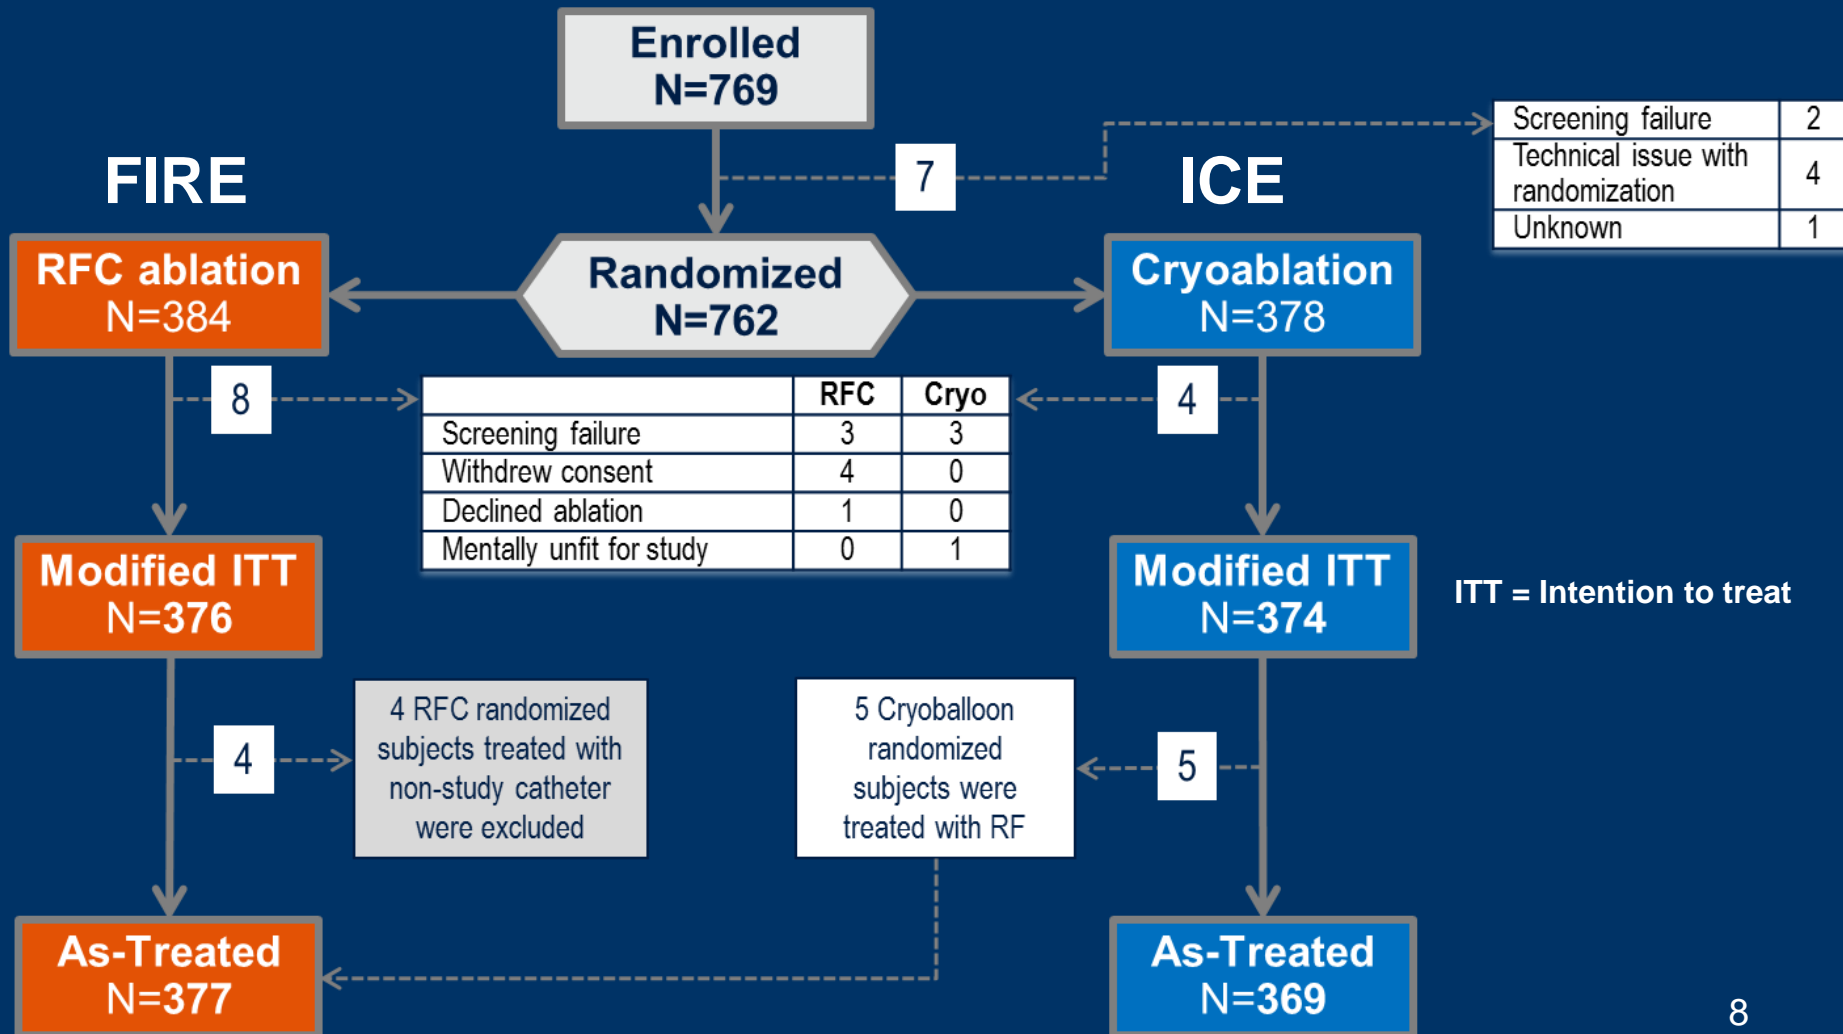 Enrolled
N=769
7
Screening failure 2
Technical issue with
randomization 4
Unknown 1
FIRE
ICE
RFC ablation
N=384
Randomized
N=762
Cryoablation
N=378
8
4
RFC Cryo
Screening failure 3 3
Withdrew consent 4 0
Declined ablation 1 0
Mentally unfit for study 0 1
Modified ITT
N=376
Modified ITT
N=374
ITT = Intention to treat
4
4 RFC randomized
subjects treated with
non-study catheter
were excluded
5 Cryoballoon
randomized
subjects were
treated with RF
5
As-Treated
N=377
As-Treated
N=369
8